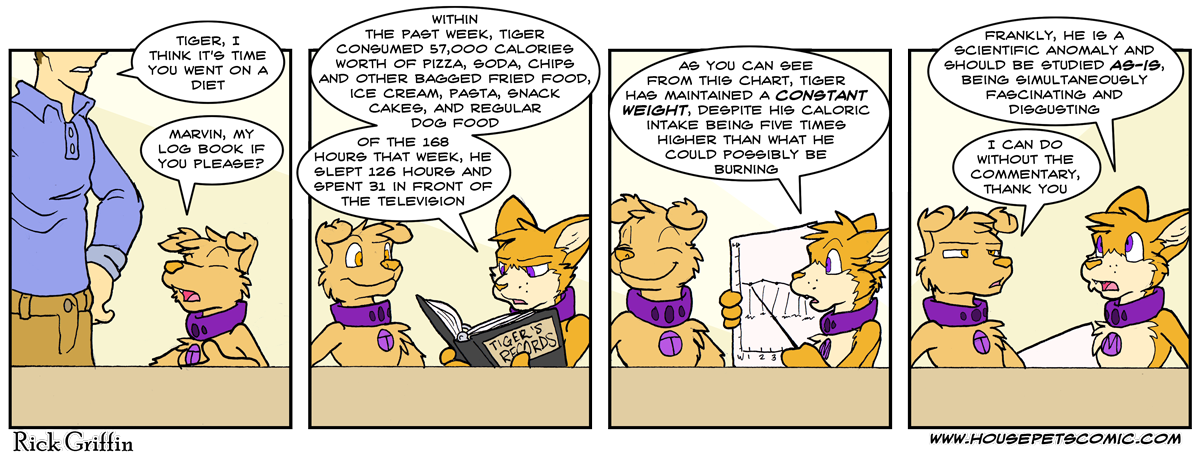 TIGER, I
THINK IT'S TIME
YOU WENT ON A
DIET
MARVIN, MY
LOG BOOK IF
YOU PLEASE?
T
WITHIN
THE PAST WEEK, TIGER
CONSUMED 57,000 CALORIES
WORTH OF PIZZA, SODA, CHIPS
AND OTHER BAGGED FRIED FOOD,
ICE CREAM, PASTA, SNACK
CAKES, AND REGULAR
DOG FOOD
OF THE 168
HOURS THAT WEEK, HE
SLEPT 126 HOURS AND
SPENT 31 IN FRONT OF
THE TELEVISION
T
TIGER'S
RECORDS
AS YOU CAN SEE
FROM THIS CHART, TIGER
HAS MAINTAINED A CONSTANT
WEIGHT, DESPITE HIS CALORIC
INTAKE BEING FIVE TIMES
HIGHER THAN WHAT HE
COULD POSSIBLY BE
BURNING
T
W 1 2 3
FRANKLY, HE IS A
SCIENTIFIC ANOMALY AND
SHOULD BE STUDIED AS-IS,
BEING SIMULTANEOUSLY
FASCINATING AND
DISGUSTING
I CAN DO
WITHOUT THE
COMMENTARY,
THANK YOU
T
M
Rick Griffin
WWW.HOUSEPETSCOMIC.COM